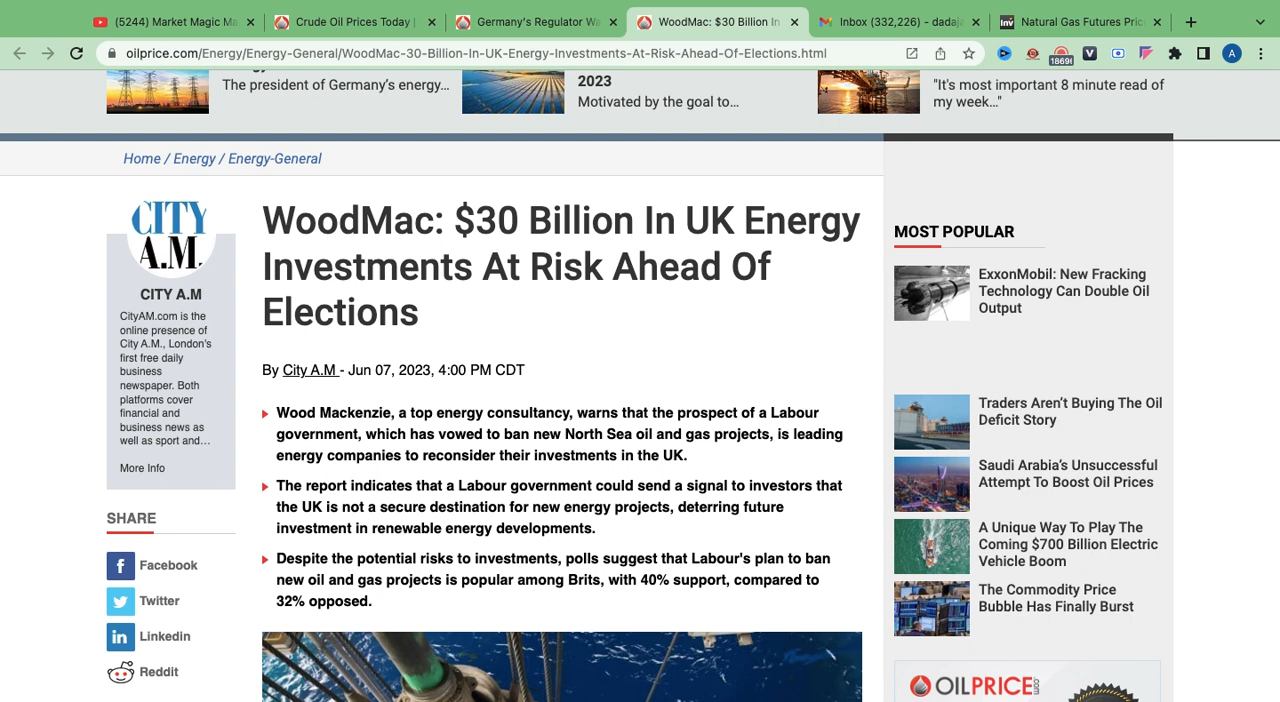 (5244) Market Magic Ma
Crude Oil Prices Today |
Germany's Regulator Wa
WoodMac: $30 Billion In
Inbox (332,226) - dadaj
Natural Gas Futures Pric
oilprice.com/Energy/Energy-General/WoodMac-30-Billion-In-UK-Energy-Investments-At-Risk-Ahead-Of-Elections.html
1869
A
The president of Germany's energy...
2023
Motivated by the goal to...
"It's most important 8 minute read of
my week..."
Home / Energy / Energy-General
CITY
A.M.
CITY A.M
CityAM.com is the
online presence of
City A.M., London's
first free daily
business
newspaper. Both
platforms cover
financial and
business news as
well as sport and...
More Info
SHARE
Facebook
Twitter
Linkedin
Reddit
WoodMac: $30 Billion In UK Energy
Investments At Risk Ahead Of
Elections
By City A.M - Jun 07, 2023, 4:00 PM CDT
Wood Mackenzie, a top energy consultancy, warns that the prospect of a Labour
government, which has vowed to ban new North Sea oil and gas projects, is leading
energy companies to reconsider their investments in the UK.
The report indicates that a Labour government could send a signal to investors that
the UK is not a secure destination for new energy projects, deterring future
investment in renewable energy developments.
Despite the potential risks to investments, polls suggest that Labour's plan to ban
new oil and gas projects is popular among Brits, with 40% support, compared to
32% opposed.
MOST POPULAR
ExxonMobil: New Fracking
Technology Can Double Oil
Output
Traders Aren't Buying The Oil
Deficit Story
Saudi Arabia's Unsuccessful
Attempt To Boost Oil Prices
A Unique Way To Play The
Coming $700 Billion Electric
Vehicle Boom
The Commodity Price
Bubble Has Finally Burst
OILPRICE.com